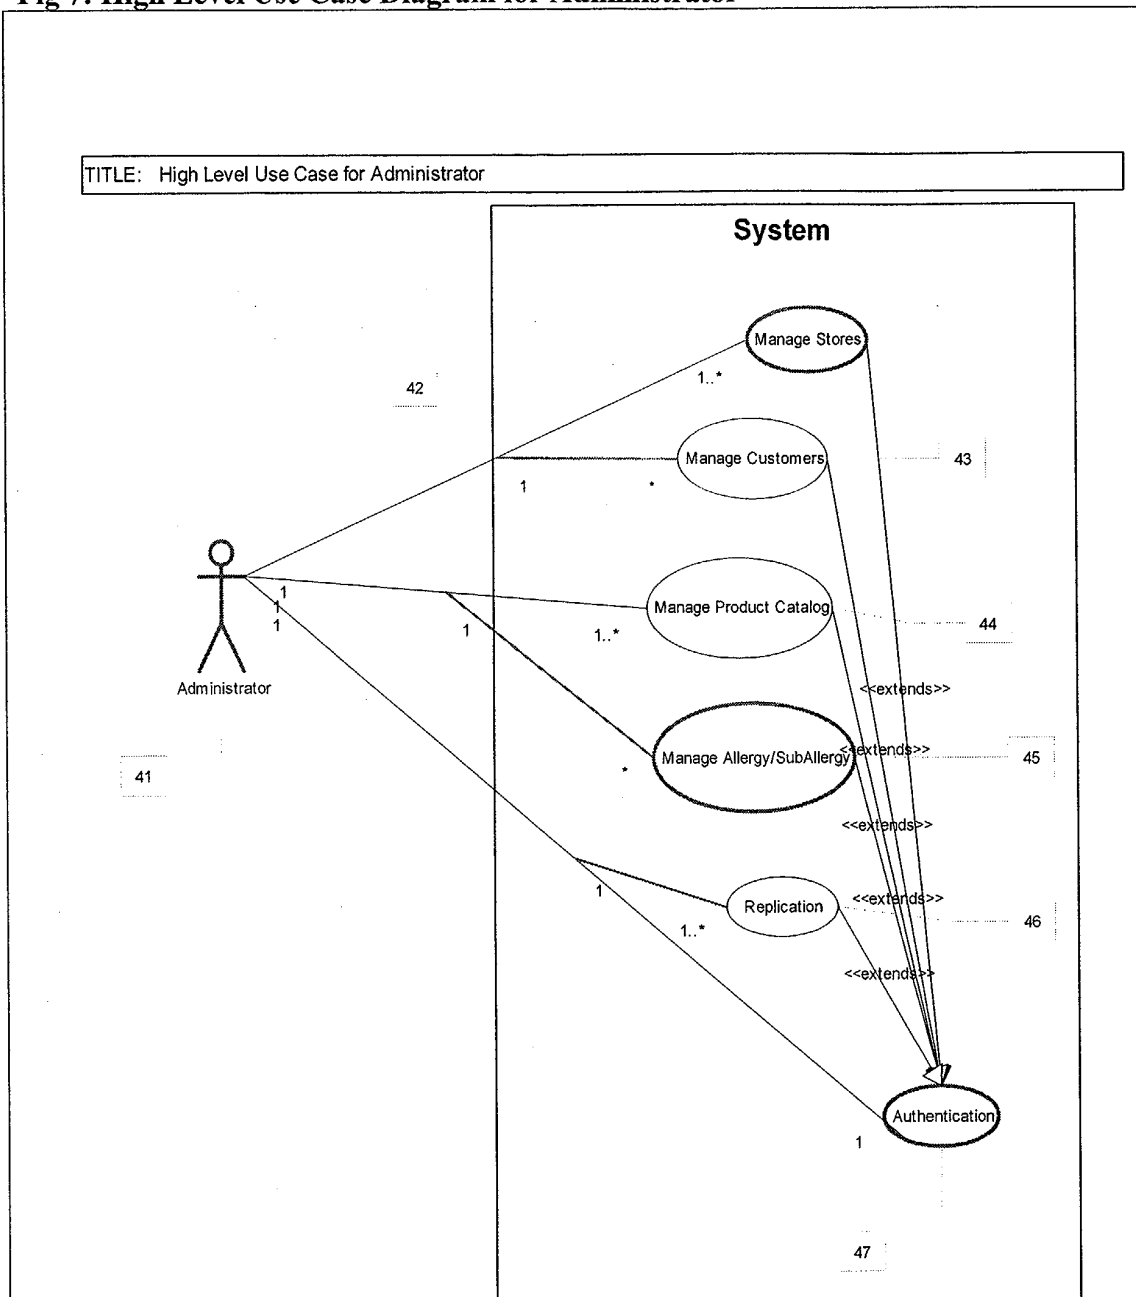 Fig 7. High Level Use Case Diagram for Administrator
TITLE: High Level Use Case for Administrator
System
Manage Stores
1..*
42
Manage Customers
43
1
*
1
1
1
Manage Product Catalog
44
1
1..*
Administrator
<<extends>>
<<extends>>
Manage Allergy/SubAllergy
45
*
41
<<extends>>
1
Replication
<<extends>>
46
1..*
<<extends>>
Authentication
1
47